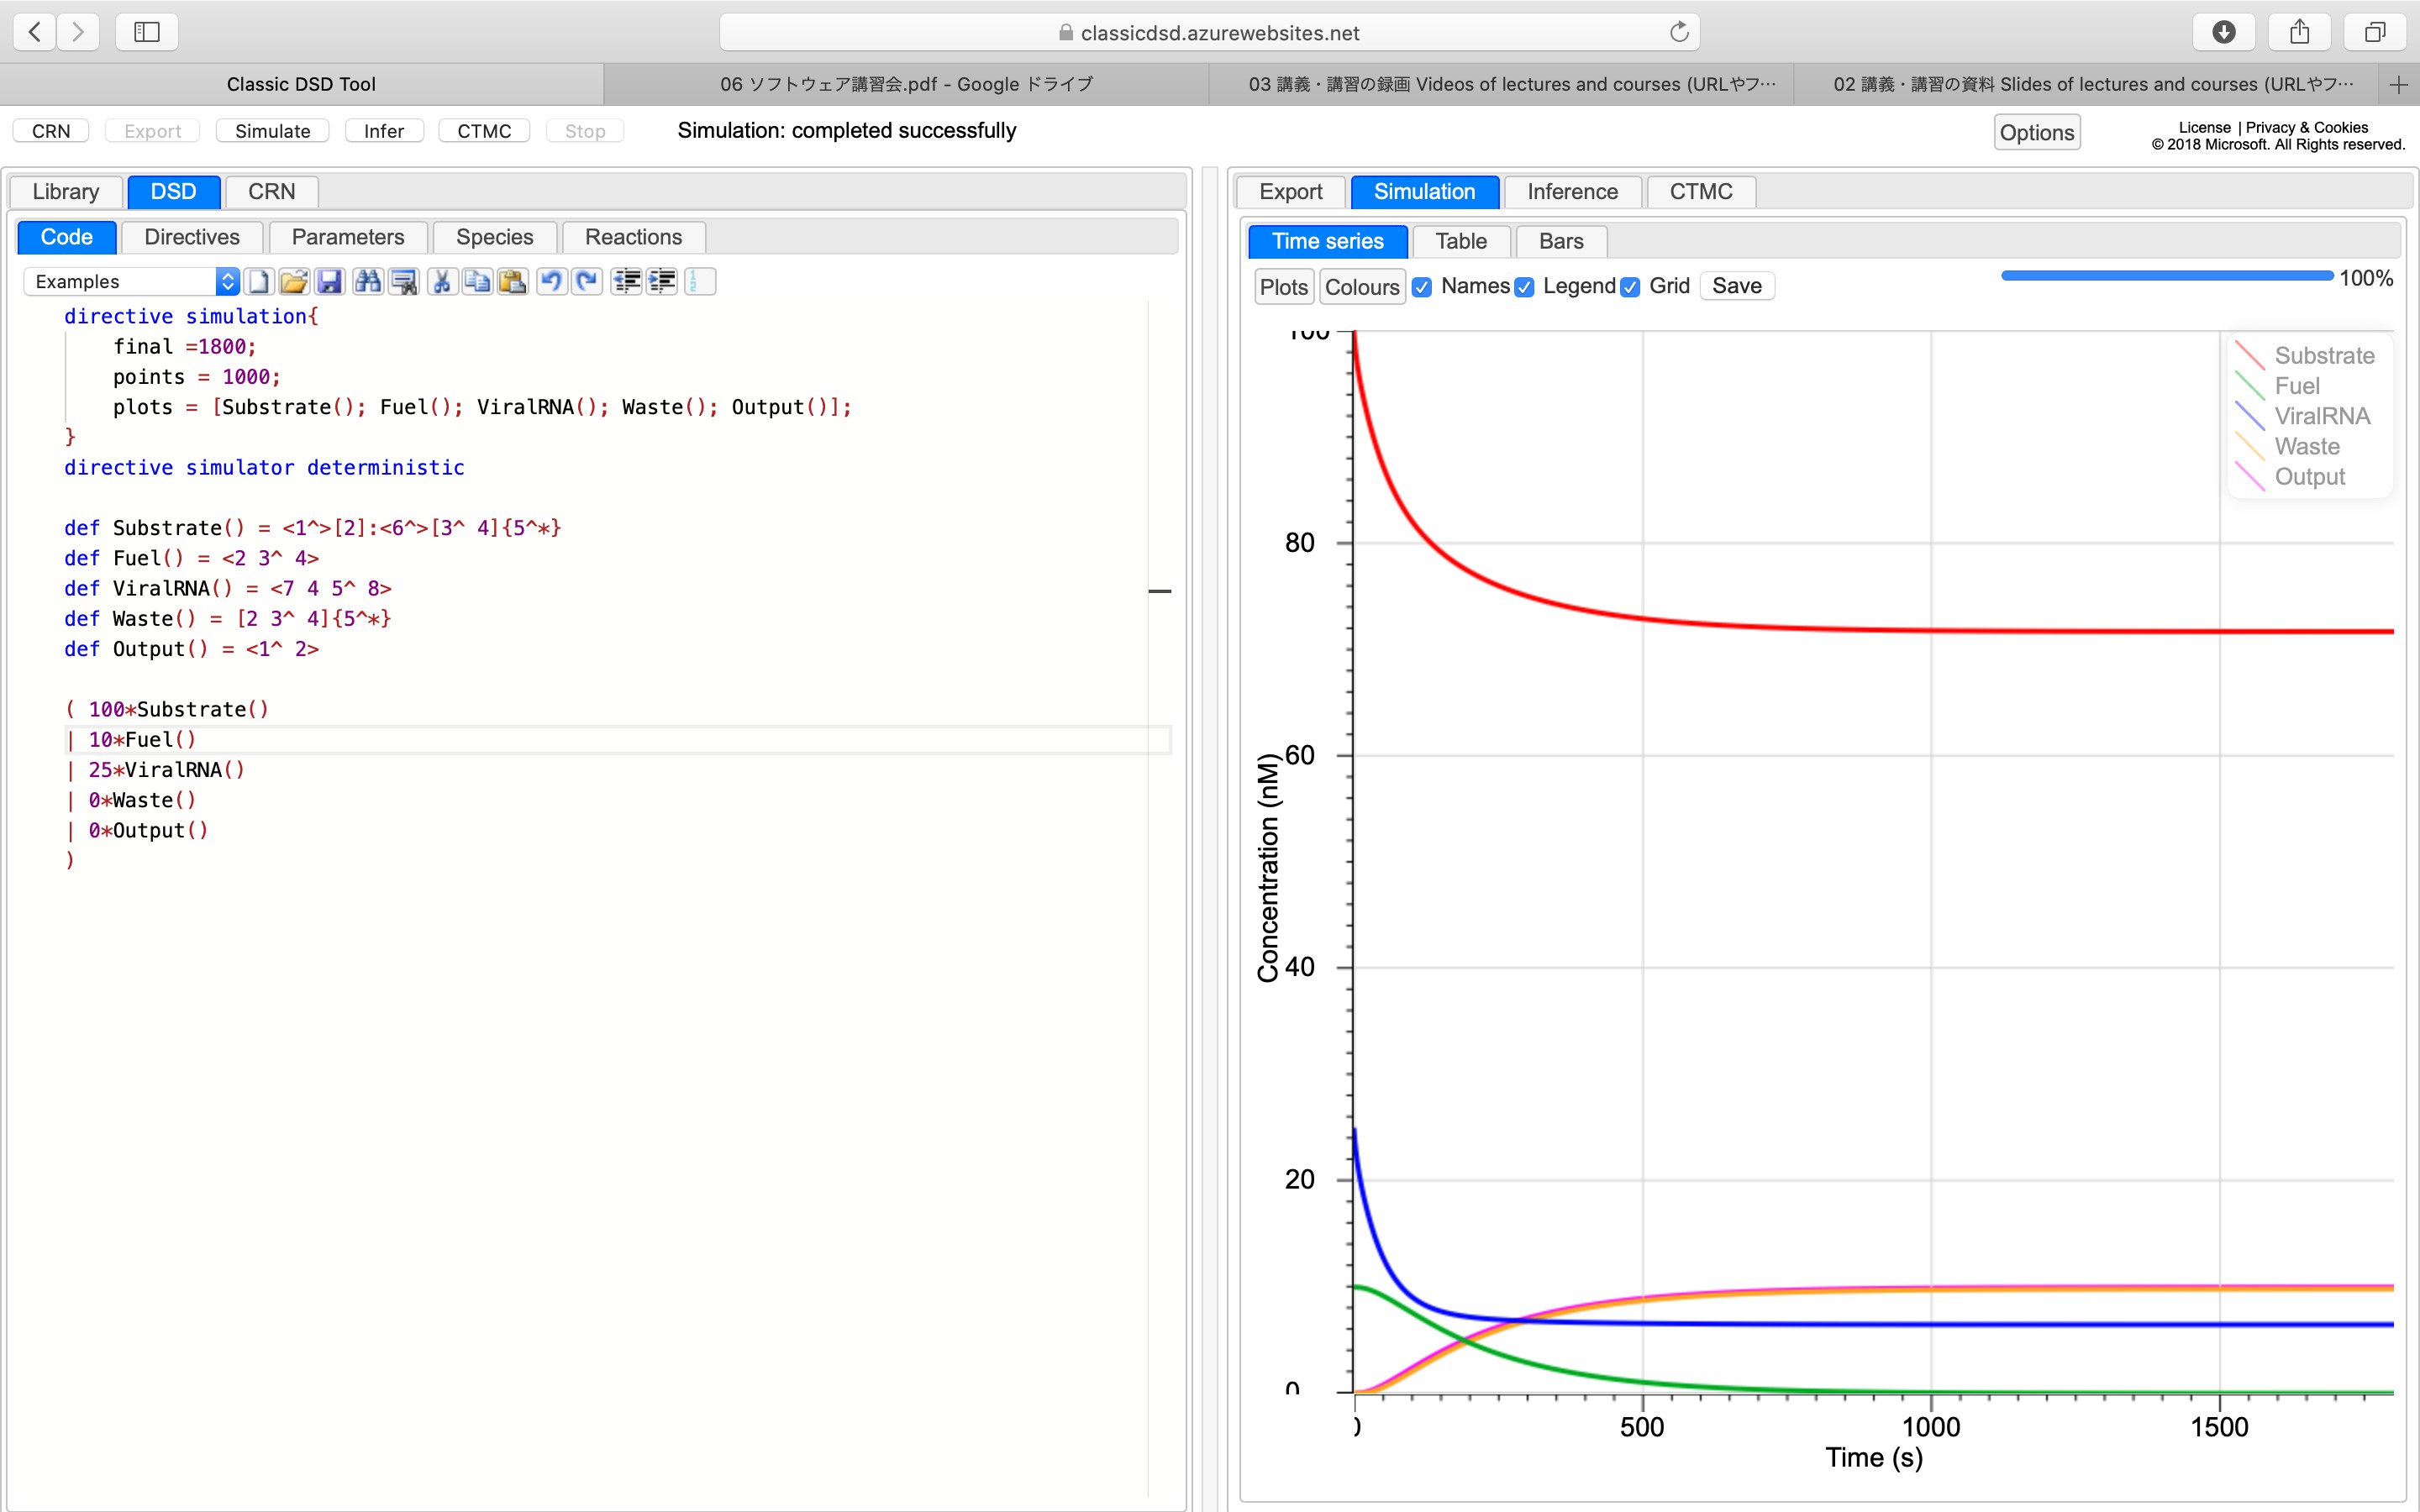 classicdsd.azurewebsites.net
Classic DSD Tool
06 ソフトウェア講習会.pdf - Google ドライブ
03 講義・講習の録画 Videos of lectures and courses (URLやフ…
02 講義・講習の資料 Slides of lectures and courses (URLやフ…
CRN Export Simulate Infer CTMC Stop
Simulation: completed successfully
Options
License | Privacy & Cookies
© 2018 Microsoft. All Rights reserved.
Library DSD CRN
Code Directives Parameters Species Reactions
Examples
directive simulation{
final =1800;
points = 1000;
plots = [Substrate(); Fuel(); ViralRNA(); Waste(); Output()];
}
directive simulator deterministic
def Substrate() = <1^>[2]:<6^>[3^ 4]{5^*}
def Fuel() = <2 3^ 4>
def ViralRNA() = <7 4 5^ 8>
def Waste() = [2 3^ 4]{5^*}
def Output() = <1^ 2>
( 100*Substrate()
| 10*Fuel()
| 25*ViralRNA()
| 0*Waste()
| 0*Output()
)
Export Simulation Inference CTMC
Time series Table Bars
Plots Colours Names Legend Grid Save
100%
Substrate
Fuel
ViralRNA
Waste
Output
100
80
60
40
20
0
Concentration (nM)
0 500 1000 1500
Time (s)